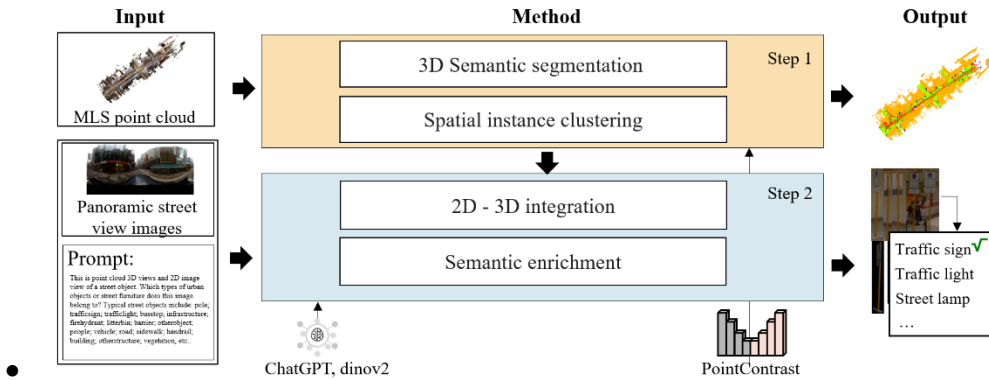 Input
Method
Output
MLS point cloud
3D Semantic segmentation
Step 1
Spatial instance clustering
Panoramic street
view images
2D - 3D integration
Step 2
Semantic enrichment
Prompt:
This is point cloud 3D views and 2D image
view of a street object. Which types of urban
objects or street furniture does this image
belong to? Typical street objects include: pole;
trafficsign; trafficlight; busstop; infrastructure;
firehydrant; litterbin; barrier; otherobject;
people; vehicle; road; sidewalk; handrail;
building; otherstructure; vegetation, etc..
Traffic sign√
Traffic light
Street lamp
…
ChatGPT, dinov2
PointContrast